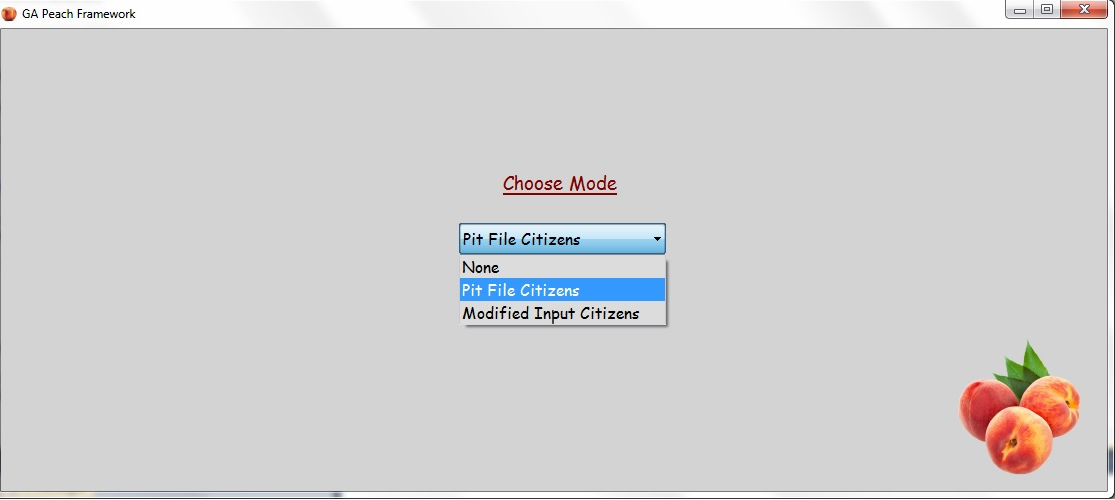 GA Peach Framework
Choose Mode
Pit File Citizens
None
Pit File Citizens
Modified Input Citizens